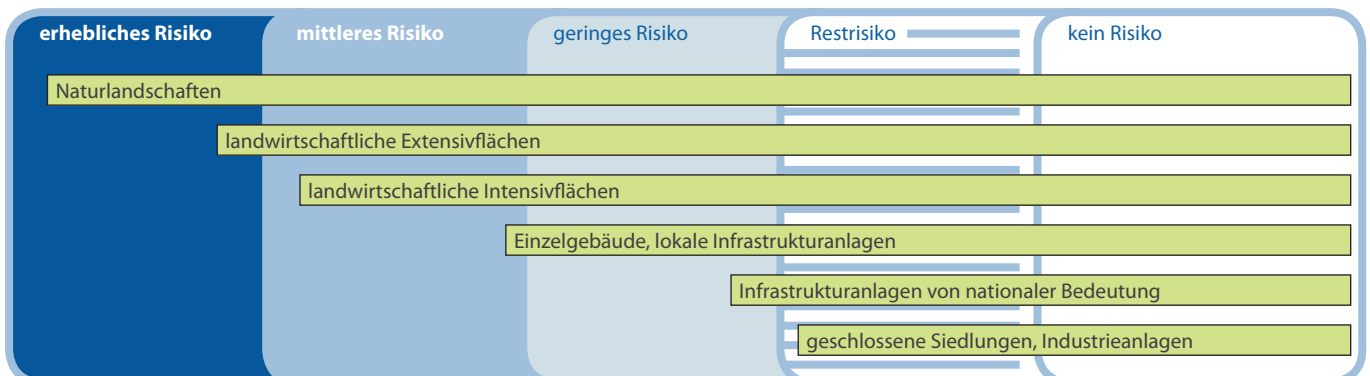 erhebliches Risiko mittleres Risiko geringes Risiko Restrisiko kein Risiko
Naturlandschaften
landwirtschaftliche Extensivflächen
landwirtschaftliche Intensivflächen
Einzelgebäude, lokale Infrastrukturanlagen
Infrastrukturanlagen von nationaler Bedeutung
geschlossene Siedlungen, Industrieanlagen